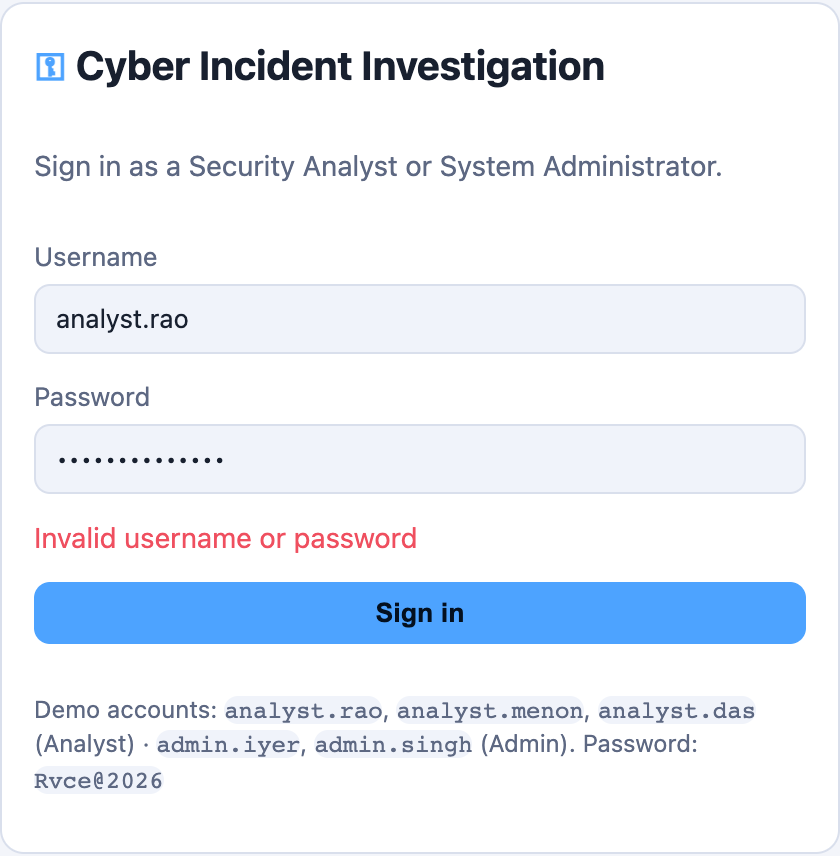 Cyber Incident Investigation
Sign in as a Security Analyst or System Administrator.
Username
analyst.rao
Password
••••••••••••••
Invalid username or password
Sign in
Demo accounts: analyst.rao, analyst.menon, analyst.das
(Analyst) · admin.iyer, admin.singh (Admin). Password:
Rvce@2026